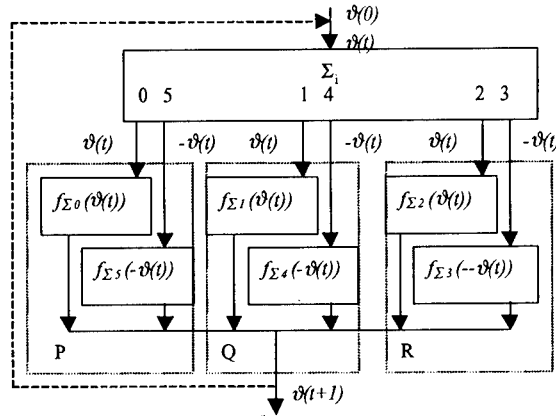 ϑ(0)
ϑ(t)
Σi
0 5 1 4 2 3
ϑ(t) -ϑ(t) ϑ(t) -ϑ(t) ϑ(t) -ϑ(t)
fΣ0(ϑ(t)) fΣ1(ϑ(t)) fΣ2(ϑ(t))
fΣ5(-ϑ(t)) fΣ4(-ϑ(t)) fΣ3(--ϑ(t))
P Q R
ϑ(t+1)